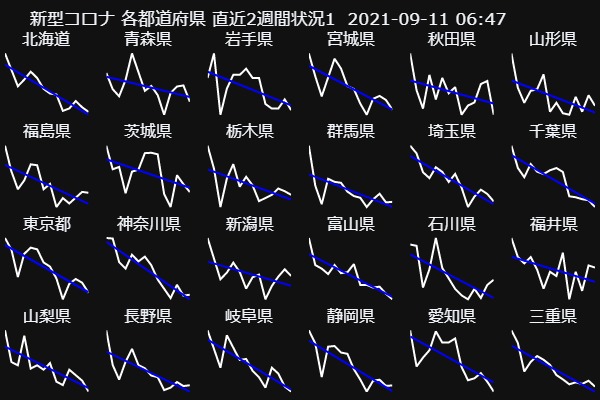 新型コロナ 各都道府県 直近2週間状況1 2021-09-11 06:47
北海道 青森県 岩手県 宮城県 秋田県 山形県
福島県 茨城県 栃木県 群馬県 埼玉県 千葉県
東京都 神奈川県 新潟県 富山県 石川県 福井県
山梨県 長野県 岐阜県 静岡県 愛知県 三重県